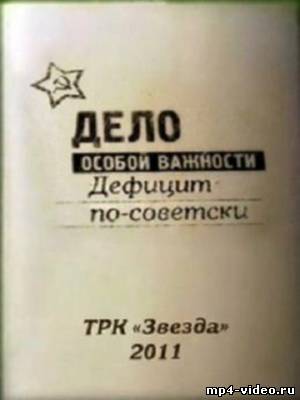 ДЕЛО
ОСОБОЙ ВАЖНОСТИ
Дефицит
по-советски
ТРК «Звезда»
2011
mp4-video.ru